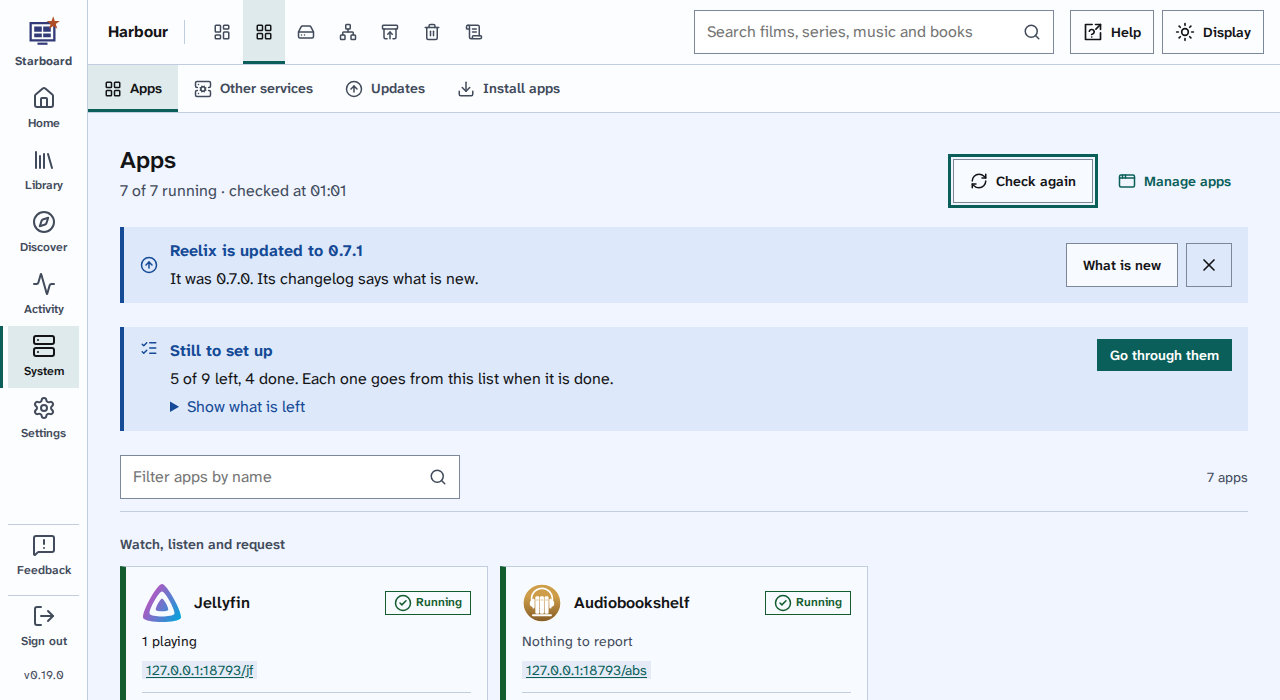 Starboard
Home
Library
Discover
Activity
System
Settings
Feedback
Sign out
v0.19.0
Harbour
Search films, series, music and books
Help
Display
Apps
Other services
Updates
Install apps
Apps
7 of 7 running · checked at 01:01
Check again
Manage apps
Reelix is updated to 0.7.1
It was 0.7.0. Its changelog says what is new.
What is new
Still to set up
5 of 9 left, 4 done. Each one goes from this list when it is done.
Show what is left
Go through them
Filter apps by name
7 apps
Watch, listen and request
Jellyfin
Running
1 playing
127.0.0.1:18793/jf
Audiobookshelf
Running
Nothing to report
127.0.0.1:18793/abs